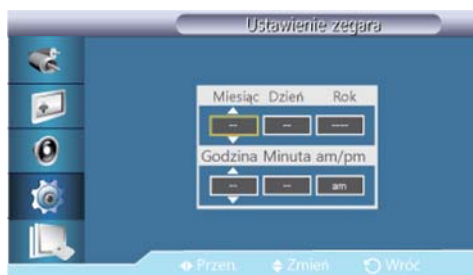 Ustawienie zegara
Miesiąc Dzień Rok
-- -- ----
Godzina Minuta am/pm
-- -- am
Przen. Zmień Wróć